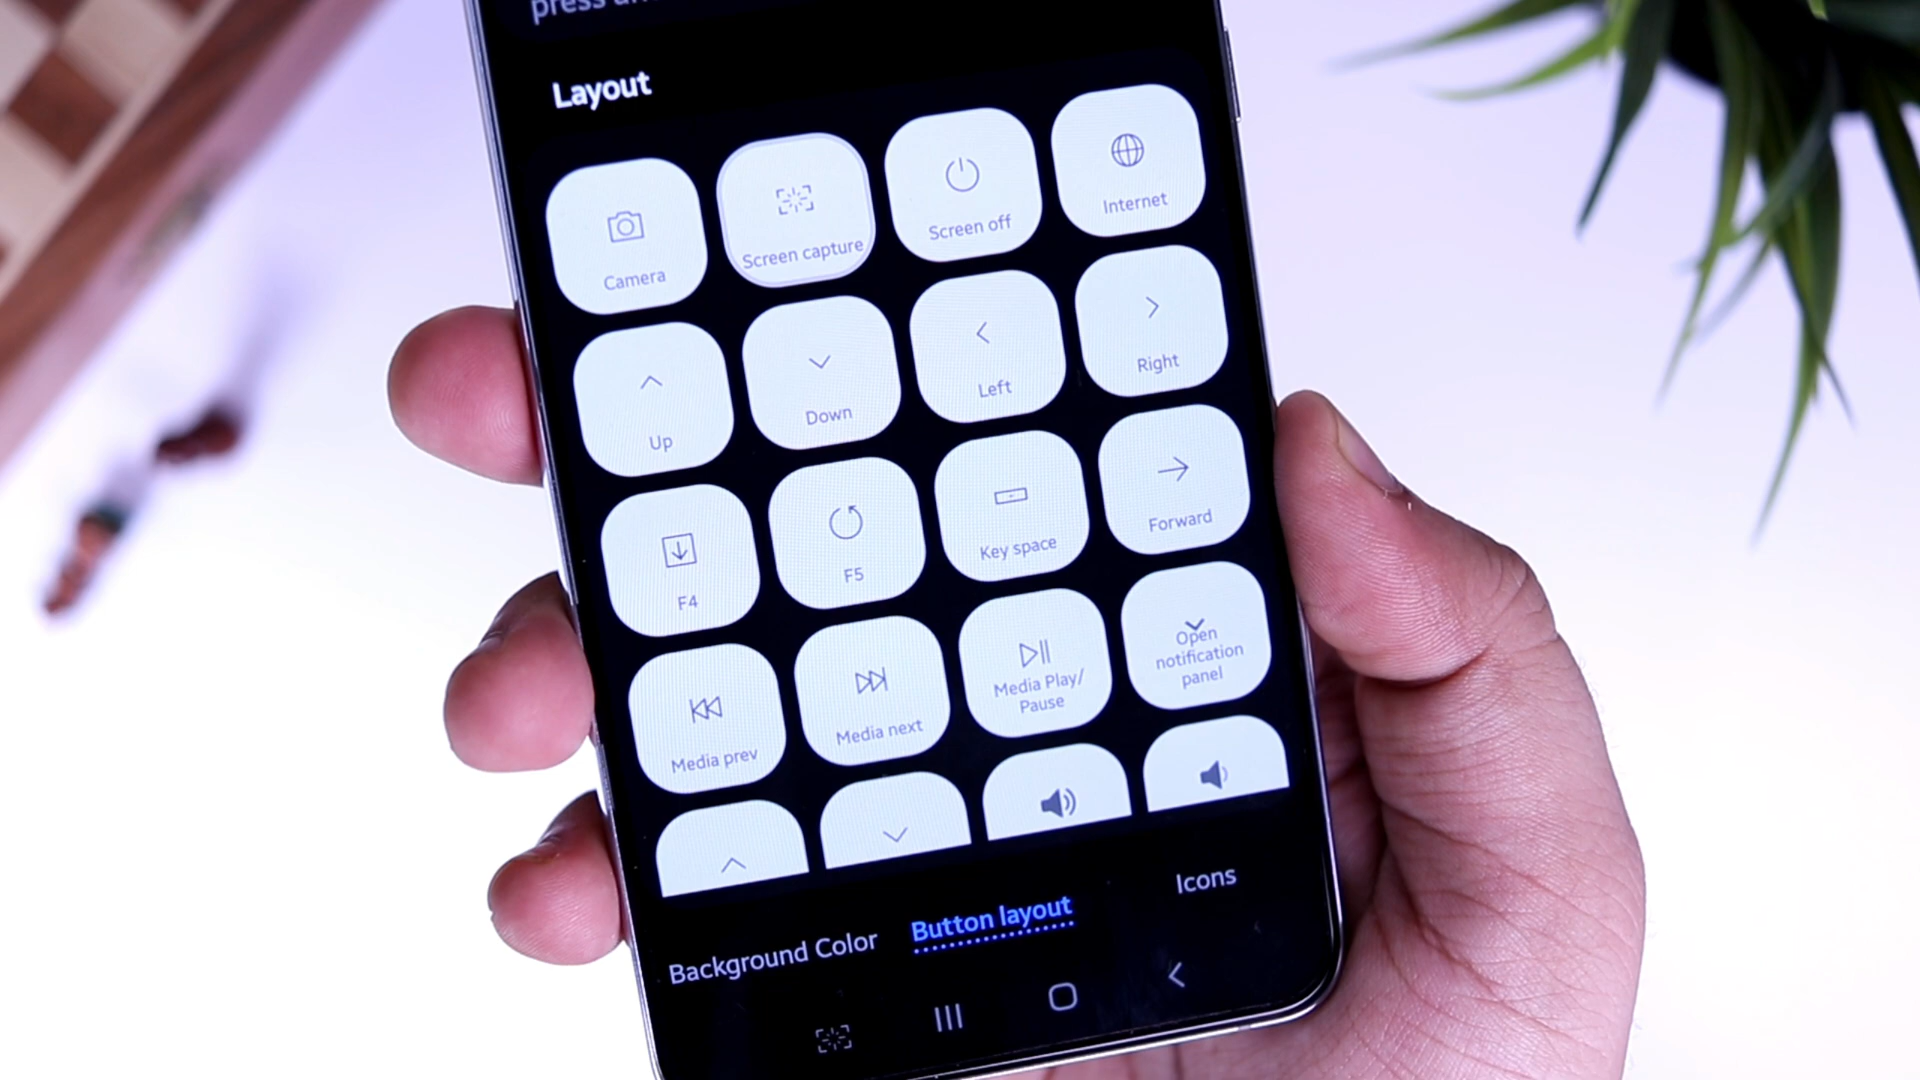 press
Layout
Camera
Screen capture
Screen off
Internet
Up
Down
Left
Right
F4
F5
Key space
Forward
Media prev
Media next
Media Play/
Pause
Open
notification
panel
Background Color
Button layout
Icons